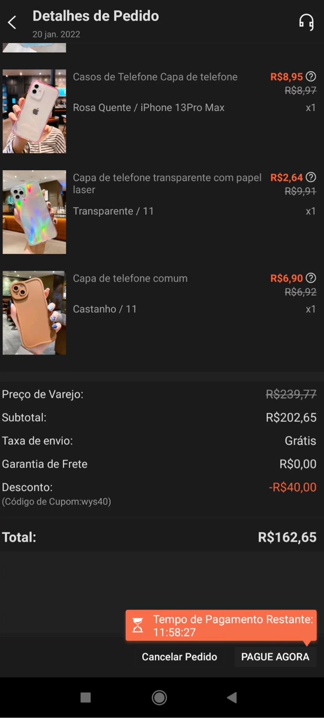 Detalhes de Pedido
20 jan. 2022
Casos de Telefone Capa de telefone
R$8,95
R$8,97
Rosa Quente / iPhone 13Pro Max
x1
Capa de telefone transparente com papel
laser
R$2,64
R$9,91
Transparente / 11
x1
Capa de telefone comum
R$6,90
R$6,92
Castanho / 11
x1
Preço de Varejo:
R$239,77
Subtotal:
R$202,65
Taxa de envio:
Grátis
Garantia de Frete
R$0,00
Desconto:
-R$40,00
(Código de Cupom:wys40)
Total:
R$162,65
Tempo de Pagamento Restante:
11:58:27
Cancelar Pedido
PAGUE AGORA